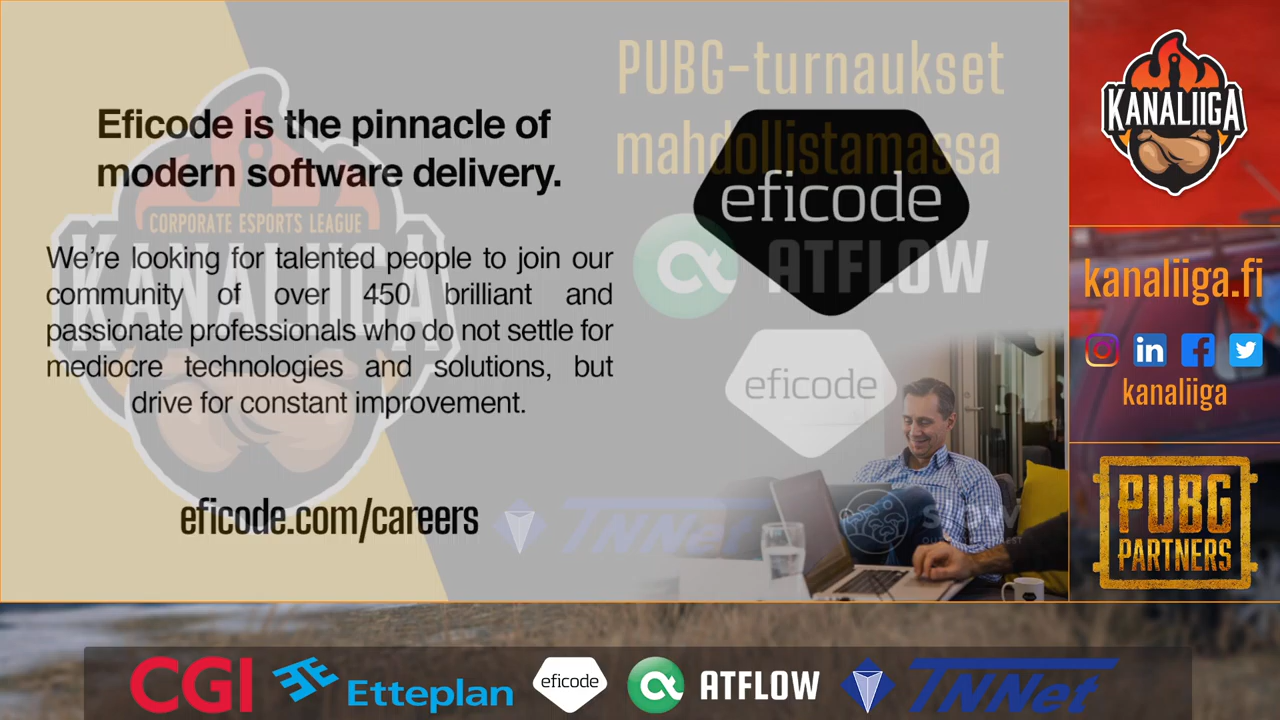 PUBG-turnaukset
mahdollistamassa
Eficode is the pinnacle of
modern software delivery.
CORPORATE ESPORTS LEAGUE
KANALIIGA
We're looking for talented people to join our
community of over 450 brilliant and
passionate professionals who do not settle for
mediocre technologies and solutions, but
drive for constant improvement.
eficode.com/careers
eficode
ATFLOW
eficode
TNNet
KANALIIGA
kanaliiga.fi
in
kanaliiga
PUBG
PARTNERS
CGI
Etteplan
eficode
ATFLOW
TNNet